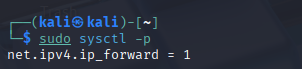 ┌──(kali㉿kali)-[~]
└─$ sudo sysctl -p
net.ipv4.ip_forward = 1